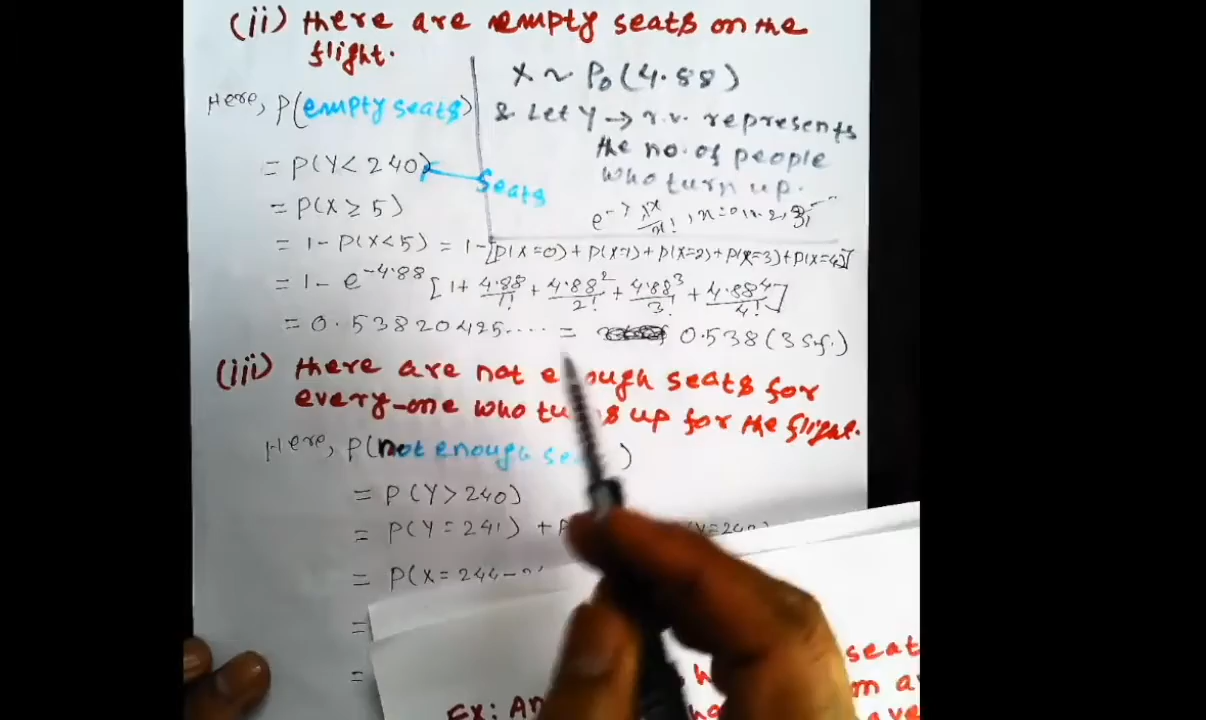 (ii) there are empty seats on the
flight.
Here, P(empty seats)
= P(Y < 240) Seats
= P(X ≥ 5)
X ~ Po(4.88)
& Let Y → r.v. represents
the no. of people
who turn up.
= 1 - P(X < 5) = 1 - [P(X=0) + P(X=1) + P(X=2) + P(X=3) + P(X=4)]
= 1 - e^-4.88 [1 + 4.88/1! + 4.88^2/2! + 4.88^3/3! + 4.88^4/4!]
= 0.53820425.... = 0.538 (3 s.f.)
(iii) there are not enough seats for
every-one who turns up for the flight.
Here, P(not enough se )
= P(Y > 240)
= P(Y = 241) + P
= P(X = 244 -
=
=
seat
Ex: An